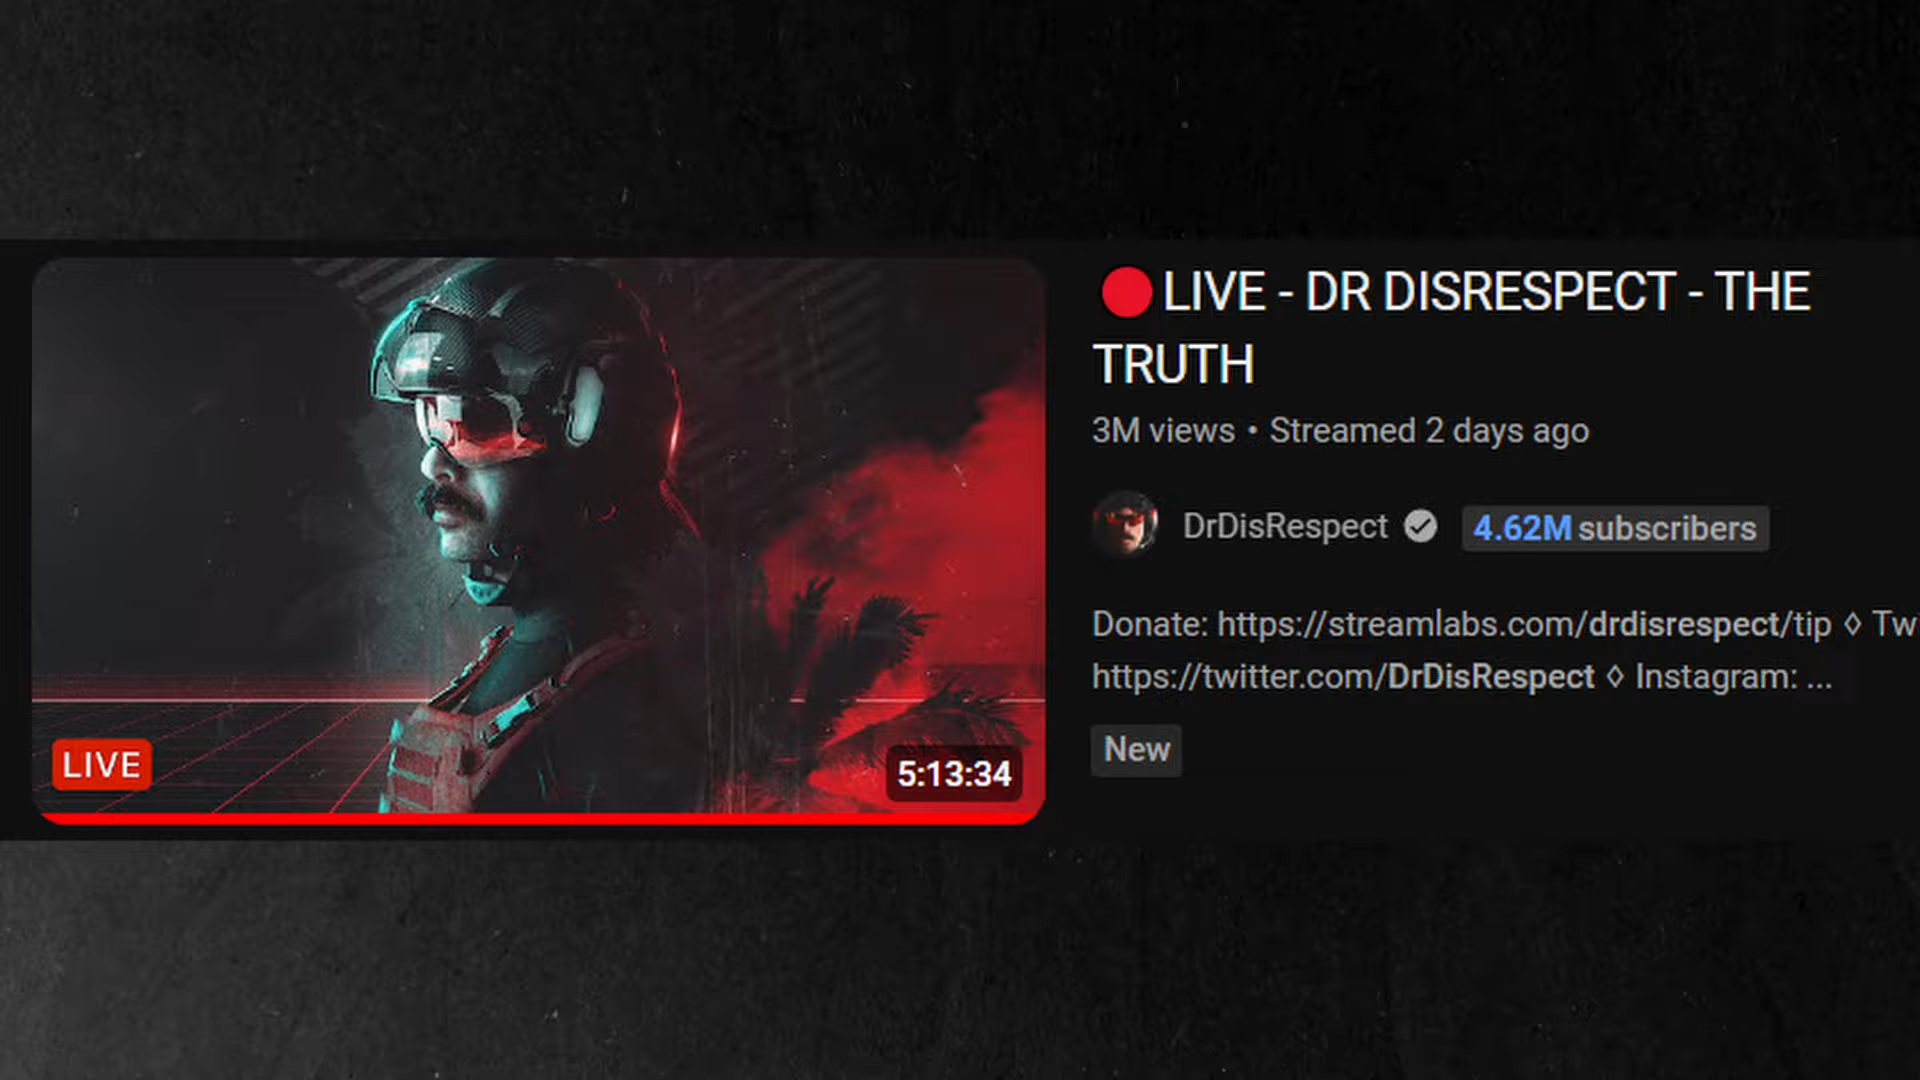 LIVE - DR DISRESPECT - THE
TRUTH
3M views • Streamed 2 days ago
DrDisRespect
4.62M subscribers
Donate: https://streamlabs.com/drdisrespect/tip ◊ Tw
https://twitter.com/DrDisRespect ◊ Instagram: ...
New
LIVE
5:13:34